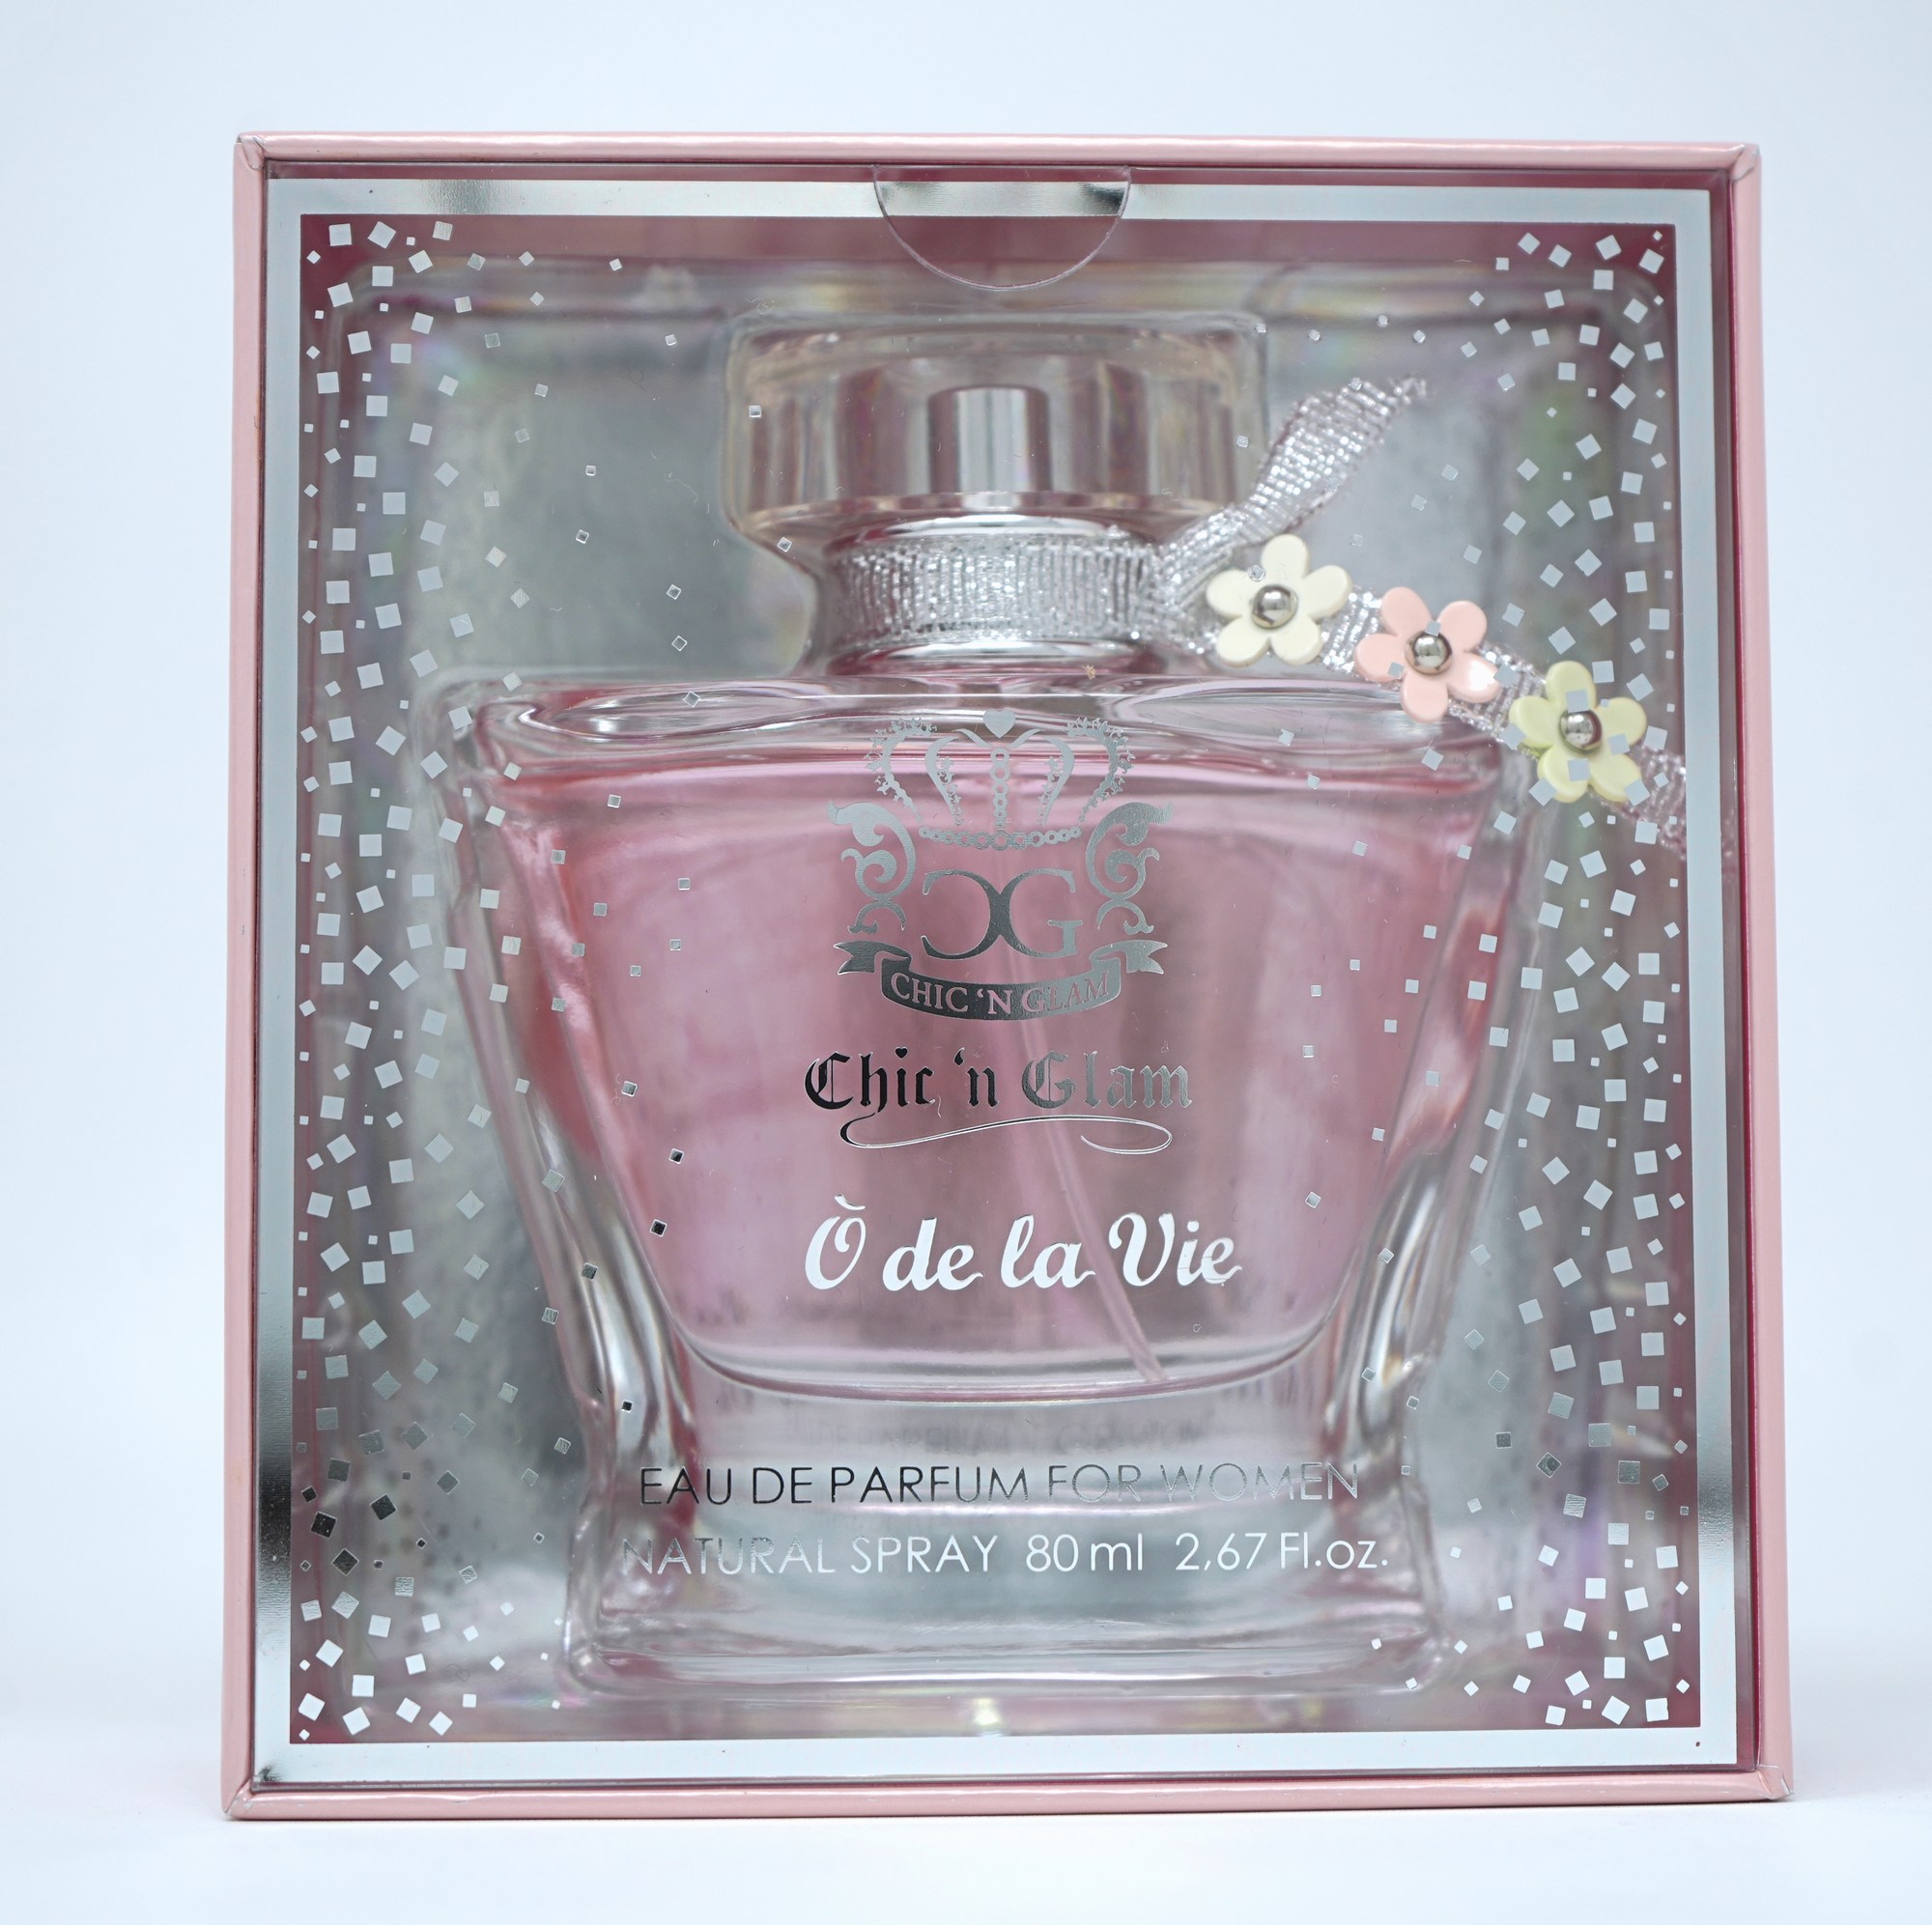 CG
CHIC ‘N GLAM
Chic ‘n Glam
Ò de la Vie
EAU DE PARFUM FOR WOMEN
NATURAL SPRAY 80 ml 2,67 Fl.oz.